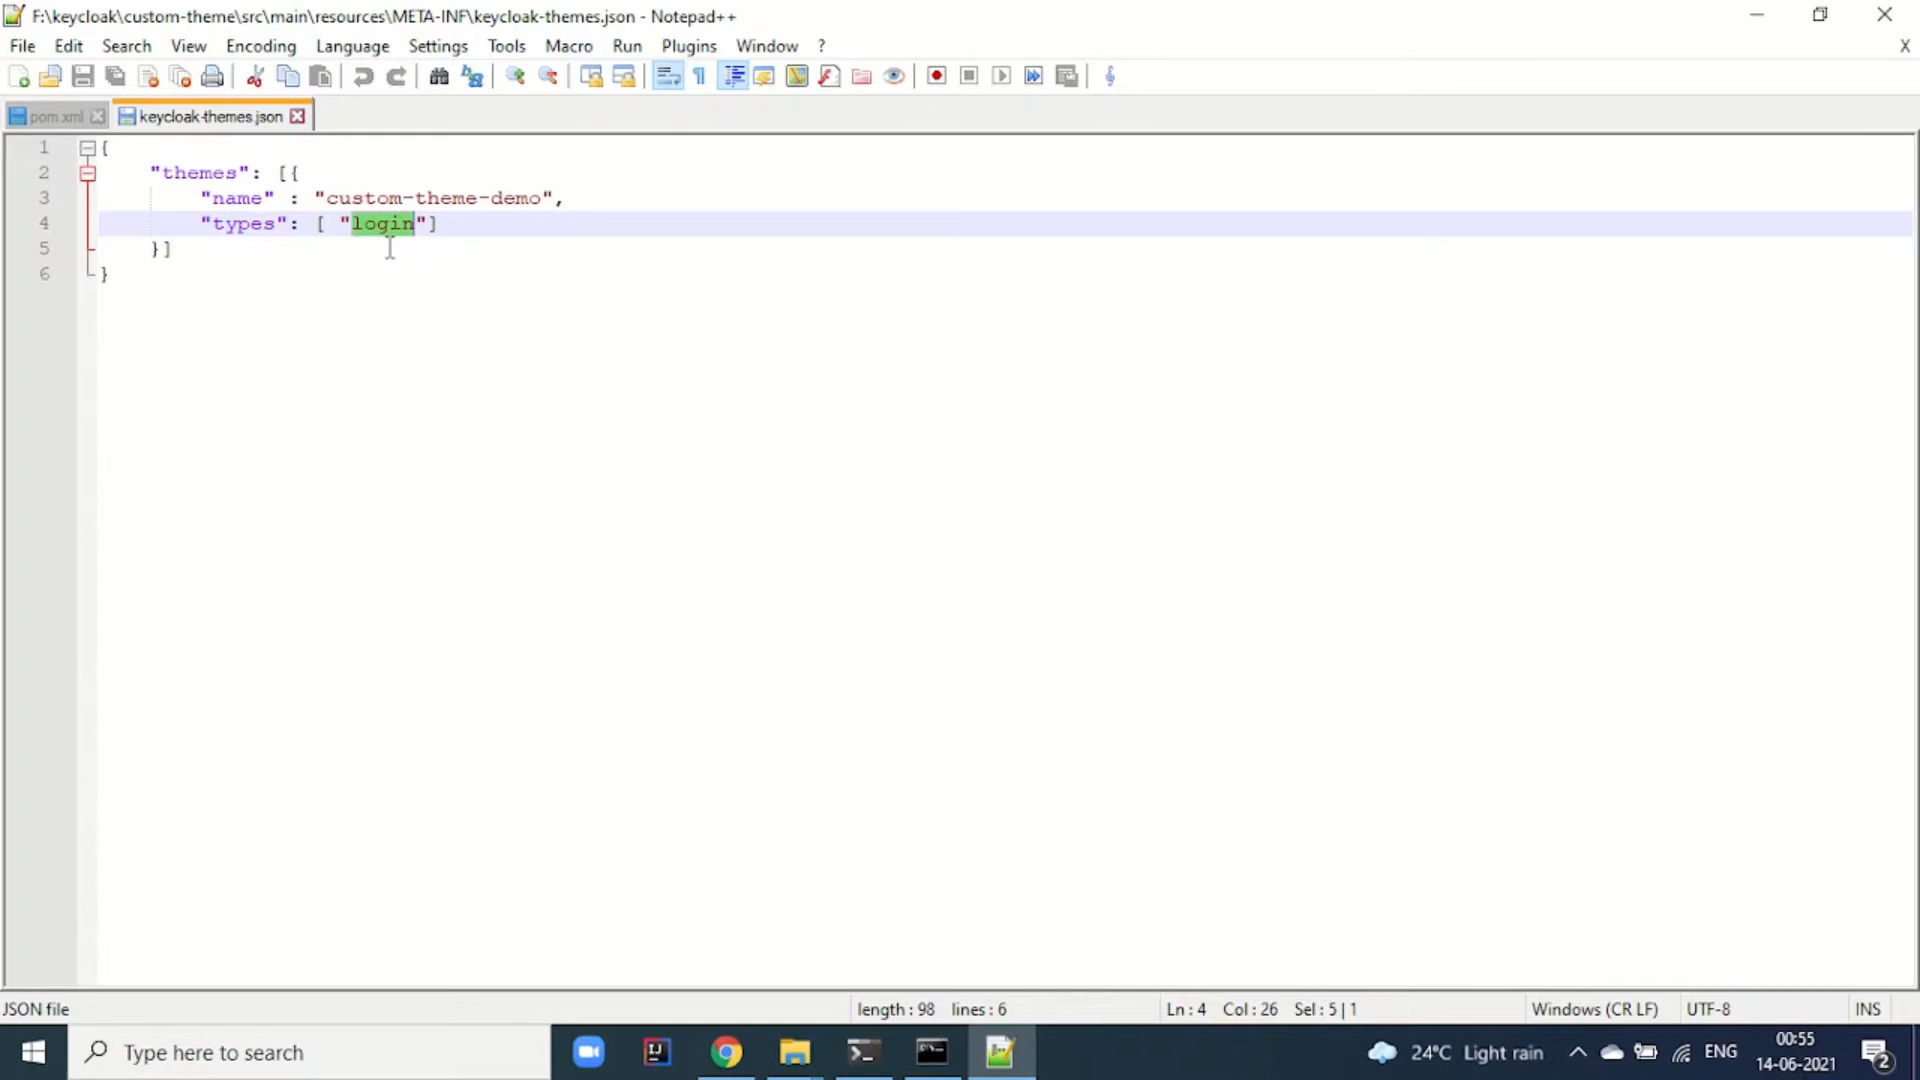 F:\keycloak\custom-theme\src\main\resources\META-INF\keycloak-themes.json - Notepad++
File Edit Search View Encoding Language Settings Tools Macro Run Plugins Window ? X
pom.xml keycloak-themes.json
1 {
2 "themes": [{
3 "name" : "custom-theme-demo",
4 "types": [ "login"]
5 }]
6 }
JSON file length : 98 lines : 6 Ln : 4 Col : 26 Sel : 5 | 1 Windows (CR LF) UTF-8 INS
Type here to search 24°C Light rain ENG 00:55
14-06-2021 2